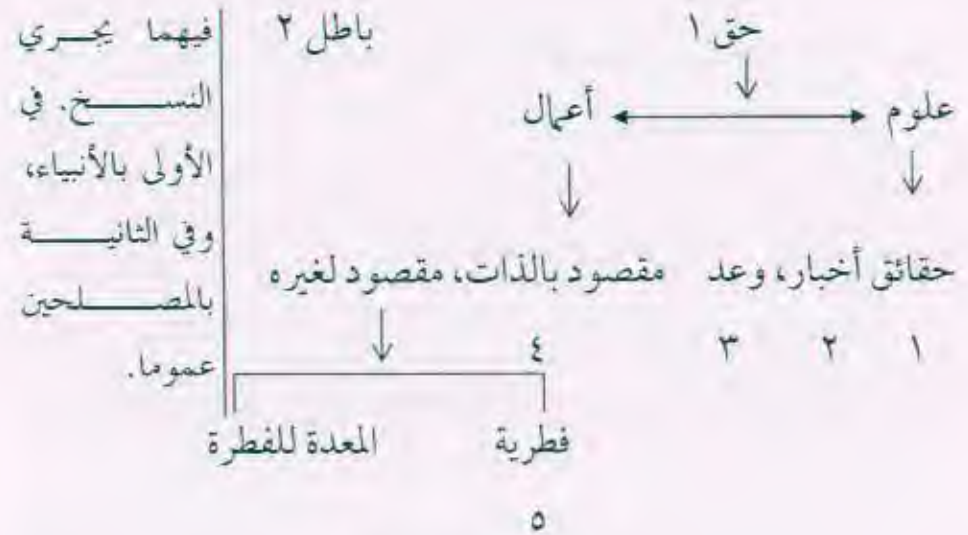 حق ١
باطل ٢
علوم
أعمال
حقائق أخبار، وعد
مقصود بالذات، مقصود لغيره
١ ٢ ٣
٤
فطرية
المعدة للفطرة
٥
فيهما يجري
النسخ. في
الأولى بالأنبياء،
وفي الثانية
بالمصلحين
عموما.